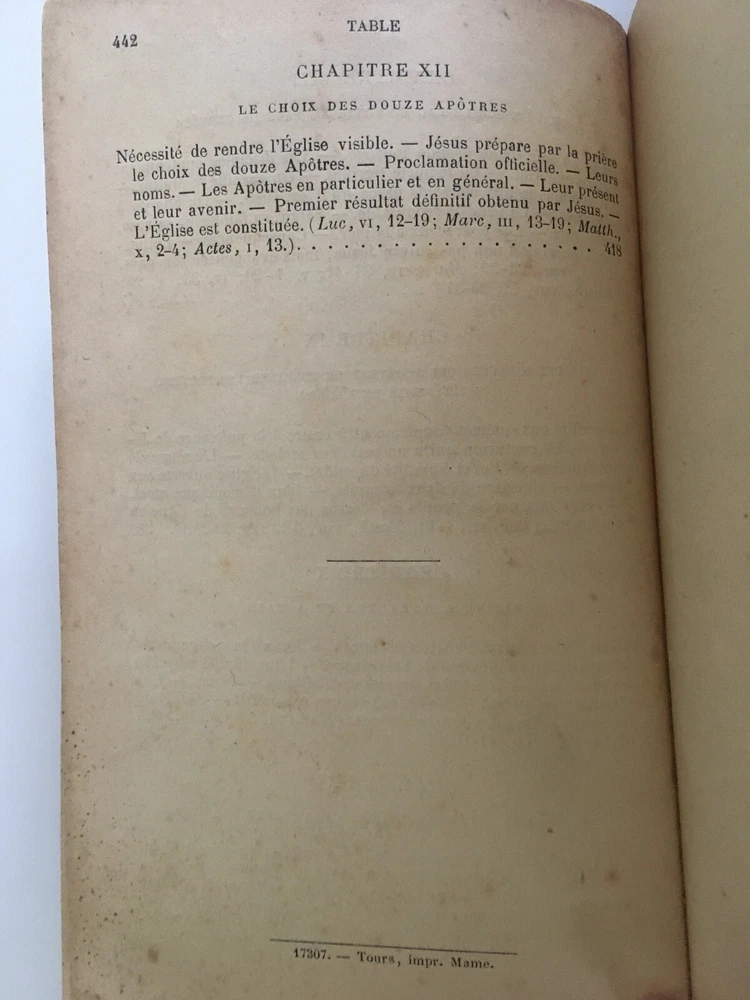 442
TABLE
CHAPITRE XII
LE CHOIX DES DOUZE APÔTRES
Nécessité de rendre l'Église visible. — Jésus prépare par la prière
le choix des douze Apôtres. — Proclamation officielle. — Leurs
noms. — Les Apôtres en particulier et en général. — Leur présent
et leur avenir. — Premier résultat définitif obtenu par Jésus. —
L'Église est constituée. (Luc, VI, 12-19; Marc, III, 13-19; Matth.,
X, 2-4; Actes, I, 13.). . . . . . . . . . . . . . . . . . . 418
17307. — Tours, impr. Mame.